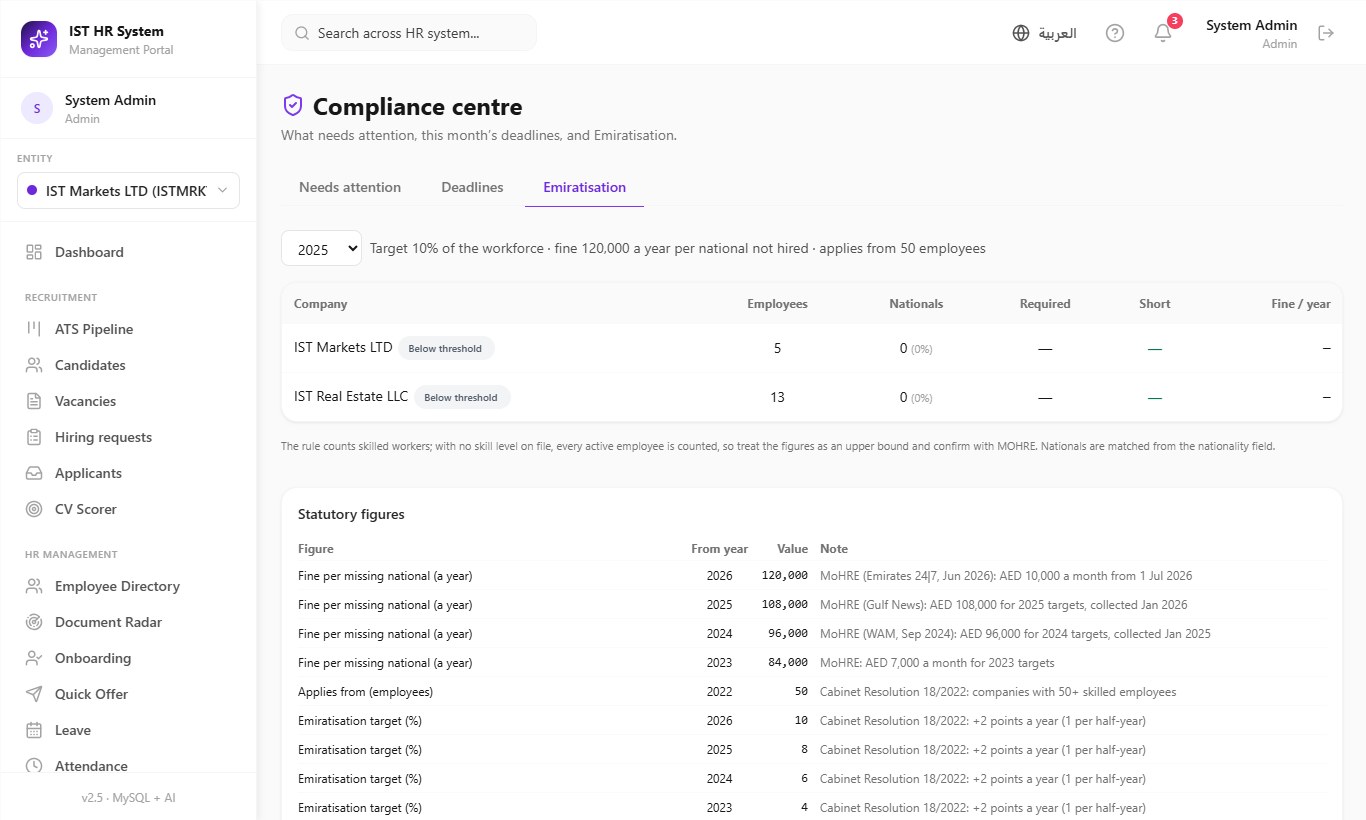 IST HR System
Management Portal
S
System Admin
Admin
ENTITY
IST Markets LTD (ISTMRK
Dashboard
RECRUITMENT
ATS Pipeline
Candidates
Vacancies
Hiring requests
Applicants
CV Scorer
HR MANAGEMENT
Employee Directory
Document Radar
Onboarding
Quick Offer
Leave
Attendance
v2.5 · MySQL + AI
Search across HR system...
العربية
3
System Admin
Admin
Compliance centre
What needs attention, this month's deadlines, and Emiratisation.
Needs attention Deadlines Emiratisation
2025 Target 10% of the workforce · fine 120,000 a year per national not hired · applies from 50 employees
Company Employees Nationals Required Short Fine / year
IST Markets LTD Below threshold 5 0 (0%) — — –
IST Real Estate LLC Below threshold 13 0 (0%) — — –
The rule counts skilled workers; with no skill level on file, every active employee is counted, so treat the figures as an upper bound and confirm with MOHRE. Nationals are matched from the nationality field.
Statutory figures
Figure From year Value Note
Fine per missing national (a year) 2026 120,000 MoHRE (Emirates 24|7, Jun 2026): AED 10,000 a month from 1 Jul 2026
Fine per missing national (a year) 2025 108,000 MoHRE (Gulf News): AED 108,000 for 2025 targets, collected Jan 2026
Fine per missing national (a year) 2024 96,000 MoHRE (WAM, Sep 2024): AED 96,000 for 2024 targets, collected Jan 2025
Fine per missing national (a year) 2023 84,000 MoHRE: AED 7,000 a month for 2023 targets
Applies from (employees) 2022 50 Cabinet Resolution 18/2022: companies with 50+ skilled employees
Emiratisation target (%) 2026 10 Cabinet Resolution 18/2022: +2 points a year (1 per half-year)
Emiratisation target (%) 2025 8 Cabinet Resolution 18/2022: +2 points a year (1 per half-year)
Emiratisation target (%) 2024 6 Cabinet Resolution 18/2022: +2 points a year (1 per half-year)
Emiratisation target (%) 2023 4 Cabinet Resolution 18/2022: +2 points a year (1 per half-year)